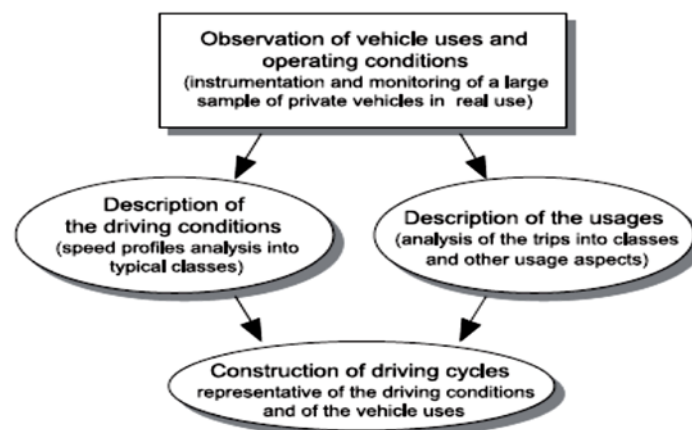 Observation of vehicle uses and
operating conditions
(instrumentation and monitoring of a large
sample of private vehicles in real use)
Description of
the driving conditions
(speed profiles analysis into
typical classes)
Description of the usages
(analysis of the trips into classes
and other usage aspects)
Construction of driving cycles
representative of the driving conditions
and of the vehicle uses